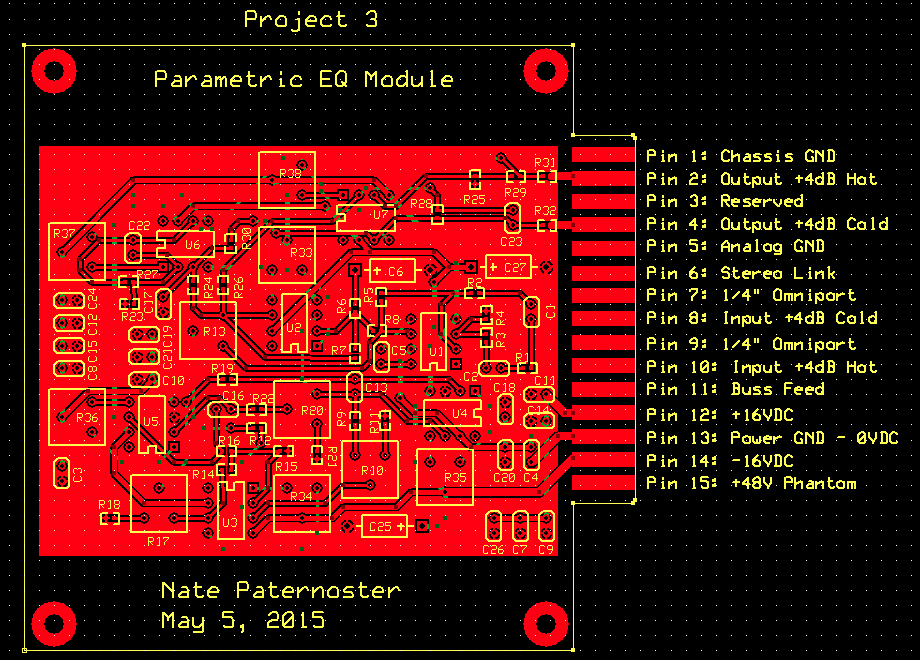 Project 3
Parametric EQ Module
Pin 1: Chassis GND
Pin 2: Output +4dB Hot
Pin 3: Reserved
Pin 4: Output +4dB Cold
Pin 5: Analog GND
Pin 6: Stereo Link
Pin 7: 1/4" Omniport
Pin 8: Input +4dB Cold
Pin 9: 1/4" Omniport
Pin 10: Input +4dB Hot
Pin 11: Buss Feed
Pin 12: +16VDC
Pin 13: Power GND - 0VDC
Pin 14: -16VDC
Pin 15: +48V Phantom
R38
R31
R25
R29
R28
U7
R32
C23
R37
C22
U6
R30
R33
R27
C6
C27
R24
R26
C24
R23
C17
R6
R5
R2
C1
C12
R13
U2
R8
R4
R3
C19
C15
C21
R7
C5
U1
C8
C10
R19
C2
R1
C13
C18
C11
R36
U5
C16
R22
R20
R9
R11
U4
C14
R12
R16
R15
R21
R10
R35
C20
C4
C3
R14
R18
R17
U3
R34
C25
C26
C7
C9
Nate Paternoster
May 5, 2015